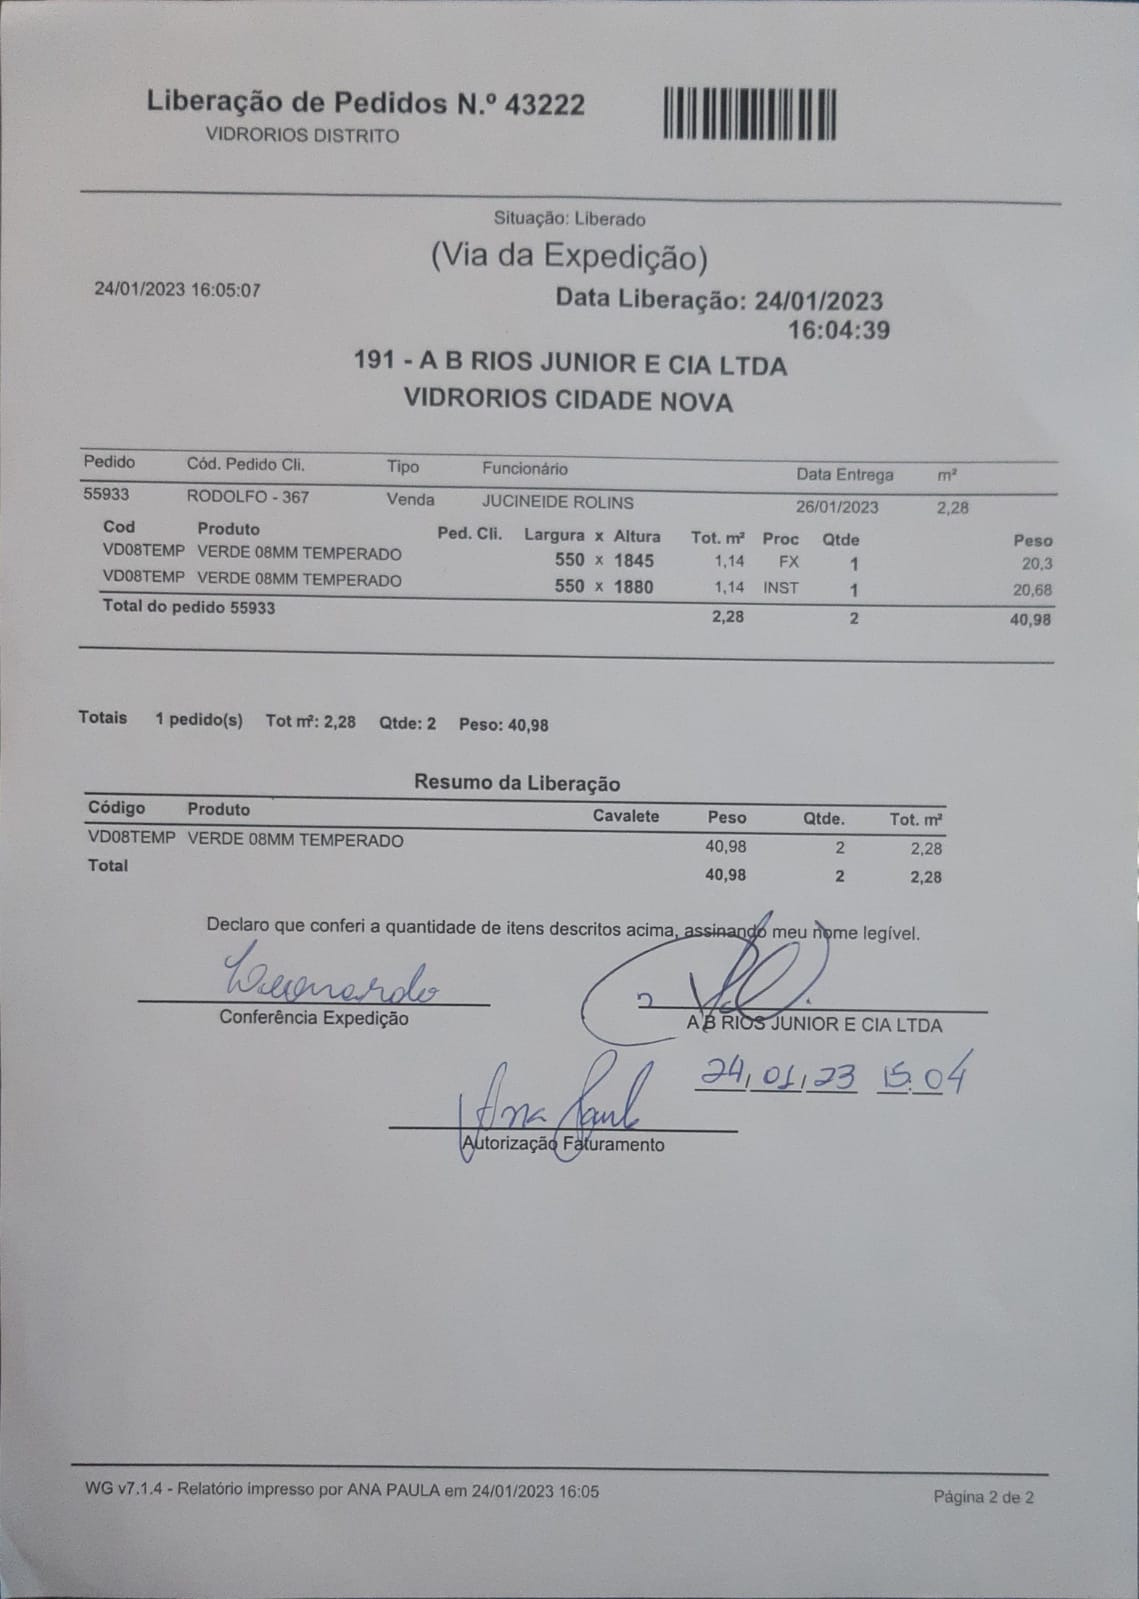 Liberação de Pedidos N.º 43222
VIDRORIOS DISTRITO
Situação: Liberado
(Via da Expedição)
24/01/2023 16:05:07
Data Liberação: 24/01/2023
16:04:39
191 - A B RIOS JUNIOR E CIA LTDA
VIDRORIOS CIDADE NOVA
Pedido Cód. Pedido Cli. Tipo Funcionário Data Entrega m²
55933 RODOLFO - 367 Venda JUCINEIDE ROLINS 26/01/2023 2,28
Cod Produto Ped. Cli. Largura x Altura Tot. m² Proc Qtde Peso
VD08TEMP VERDE 08MM TEMPERADO 550 x 1845 1,14 FX 1 20,3
VD08TEMP VERDE 08MM TEMPERADO 550 x 1880 1,14 INST 1 20,68
Total do pedido 55933 2,28 2 40,98
Totais 1 pedido(s) Tot m²: 2,28 Qtde: 2 Peso: 40,98
Resumo da Liberação
Código Produto Cavalete Peso Qtde. Tot. m²
VD08TEMP VERDE 08MM TEMPERADO 40,98 2 2,28
Total 40,98 2 2,28
Declaro que conferi a quantidade de itens descritos acima, assinando meu nome legível.
Conferência Expedição
A B RIOS JUNIOR E CIA LTDA
24/01/23 15:04
Ana Paula
Autorização Faturamento
WG v7.1.4 - Relatório impresso por ANA PAULA em 24/01/2023 16:05
Página 2 de 2